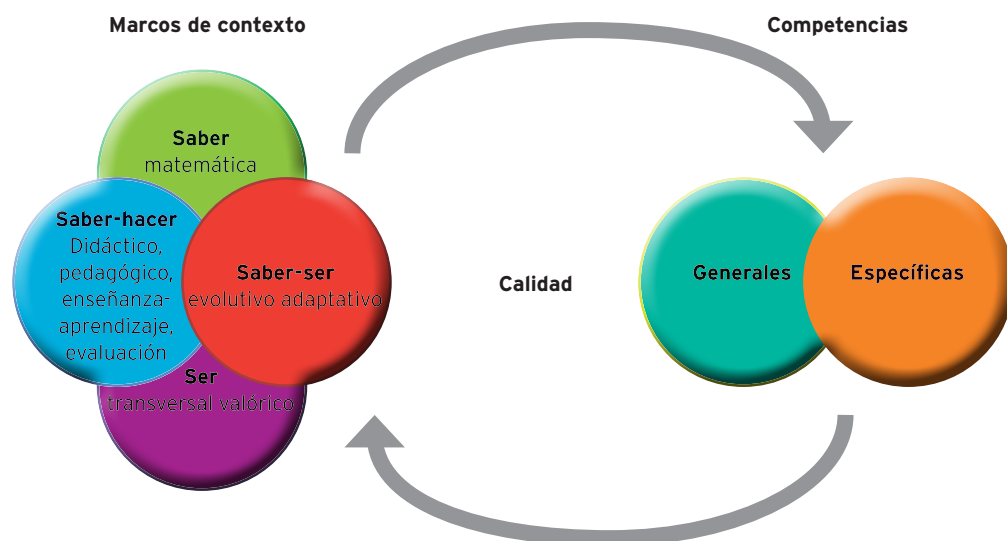 Marcos de contexto
Competencias
Saber
matemática
Saber-hacer
Didáctico,
pedagógico,
enseñanza-
aprendizaje,
evaluación
Saber-ser
evolutivo adaptativo
Ser
transversal valórico
Calidad
Generales
Específicas